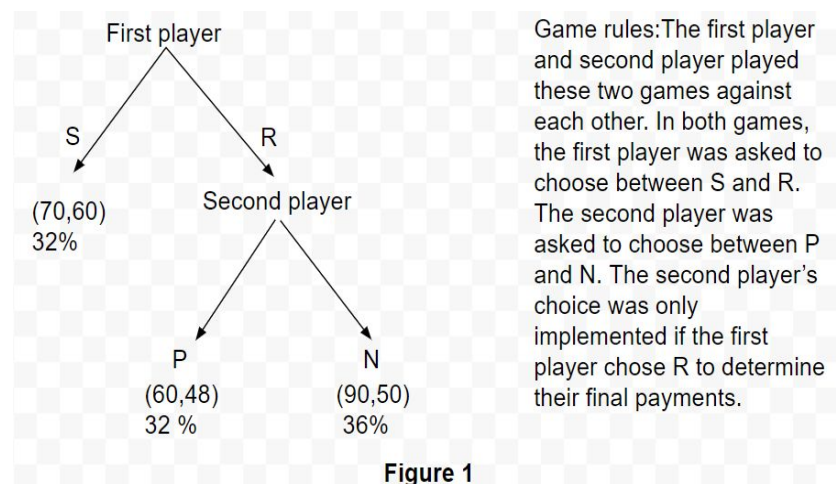 First player
S
R
(70,60)
32%
Second player
P
N
(60,48)
(90,50)
32 %
36%
Game rules:The first player
and second player played
these two games against
each other. In both games,
the first player was asked to
choose between S and R.
The second player was
asked to choose between P
and N. The second player’s
choice was only
implemented if the first
player chose R to determine
their final payments.
Figure 1